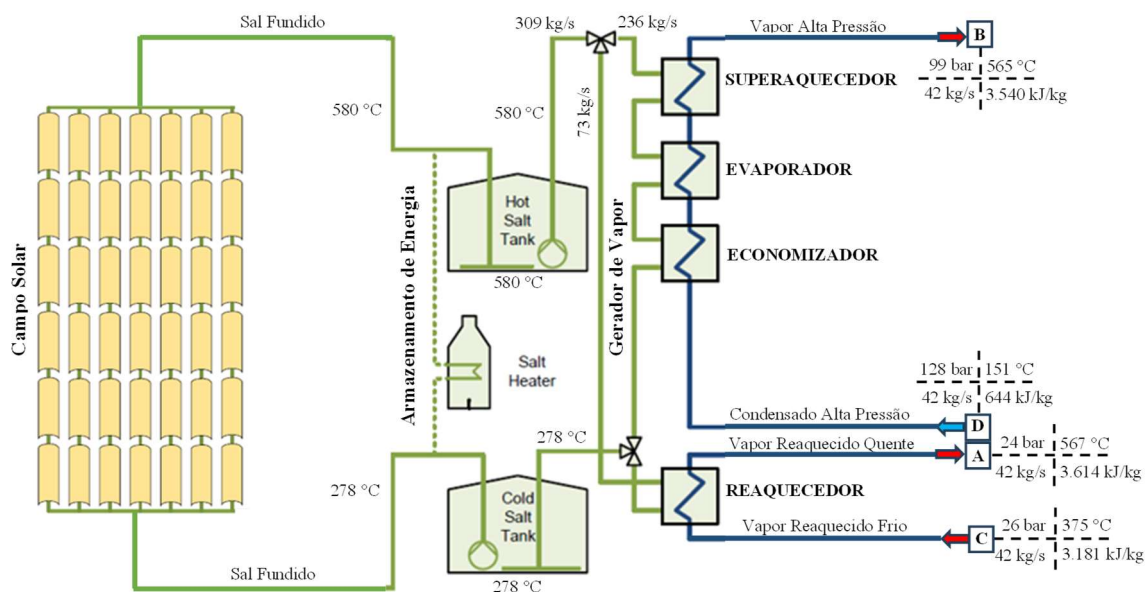 Sal Fundido
309 kg/s
236 kg/s
Vapor Alta Pressão
B
99 bar
565 °C
42 kg/s
3.540 kJ/kg
SUPERAQUECEDOR
580 °C
580 °C
73 kg/s
EVAPORADOR
Hot
Salt
Tank
580 °C
ECONOMIZADOR
Campo Solar
Armazenamento de Energia
Gerador de Vapor
Salt
Heater
128 bar
151 °C
42 kg/s
644 kJ/kg
Condensado Alta Pressão
D
278 °C
Vapor Reaquecido Quente
A
24 bar
567 °C
42 kg/s
3.614 kJ/kg
278 °C
Cold
Salt
Tank
278 °C
REAQUECEDOR
Vapor Reaquecido Frio
C
26 bar
375 °C
42 kg/s
3.181 kJ/kg
Sal Fundido